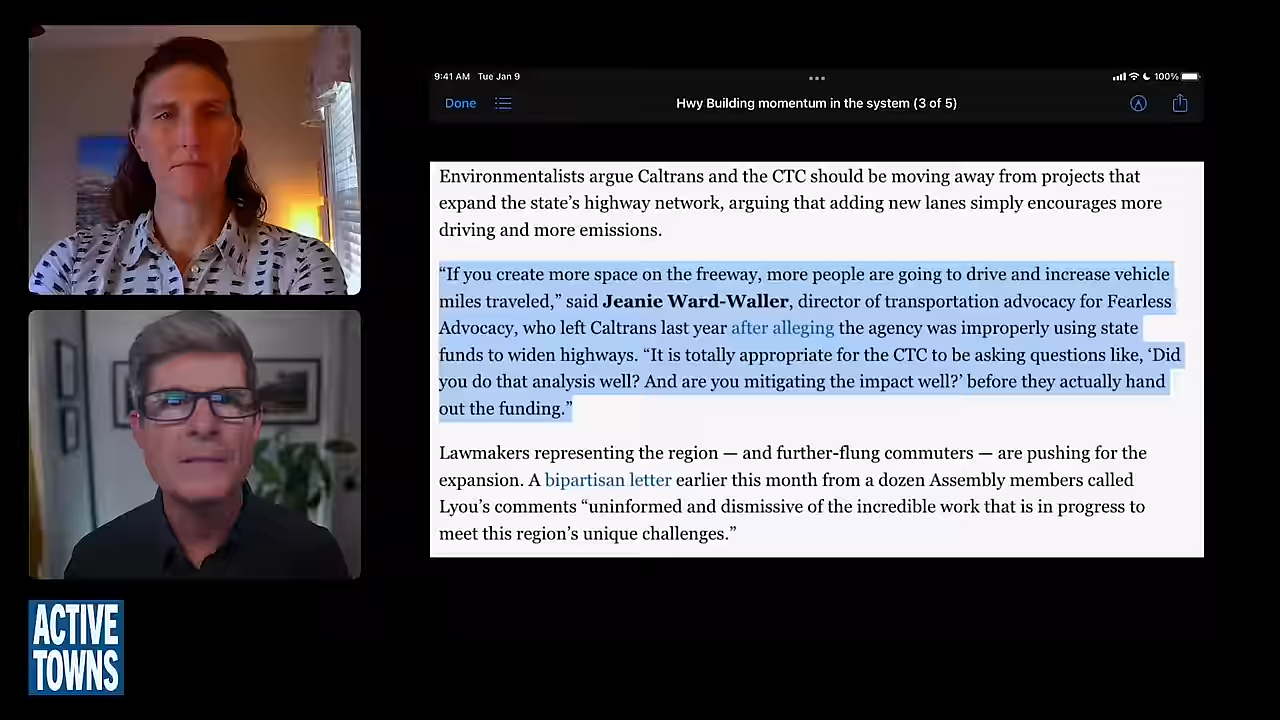 9:41 AM Tue Jan 9
100%
Done
Hwy Building momentum in the system (3 of 5)
Environmentalists argue Caltrans and the CTC should be moving away from projects that
expand the state’s highway network, arguing that adding new lanes simply encourages more
driving and more emissions.
“If you create more space on the freeway, more people are going to drive and increase vehicle
miles traveled,” said Jeanie Ward-Waller, director of transportation advocacy for Fearless
Advocacy, who left Caltrans last year after alleging the agency was improperly using state
funds to widen highways. “It is totally appropriate for the CTC to be asking questions like, ‘Did
you do that analysis well? And are you mitigating the impact well?’ before they actually hand
out the funding.”
Lawmakers representing the region — and further-flung commuters — are pushing for the
expansion. A bipartisan letter earlier this month from a dozen Assembly members called
Lyou’s comments “uninformed and dismissive of the incredible work that is in progress to
meet this region’s unique challenges.”
ACTIVE
TOWNS